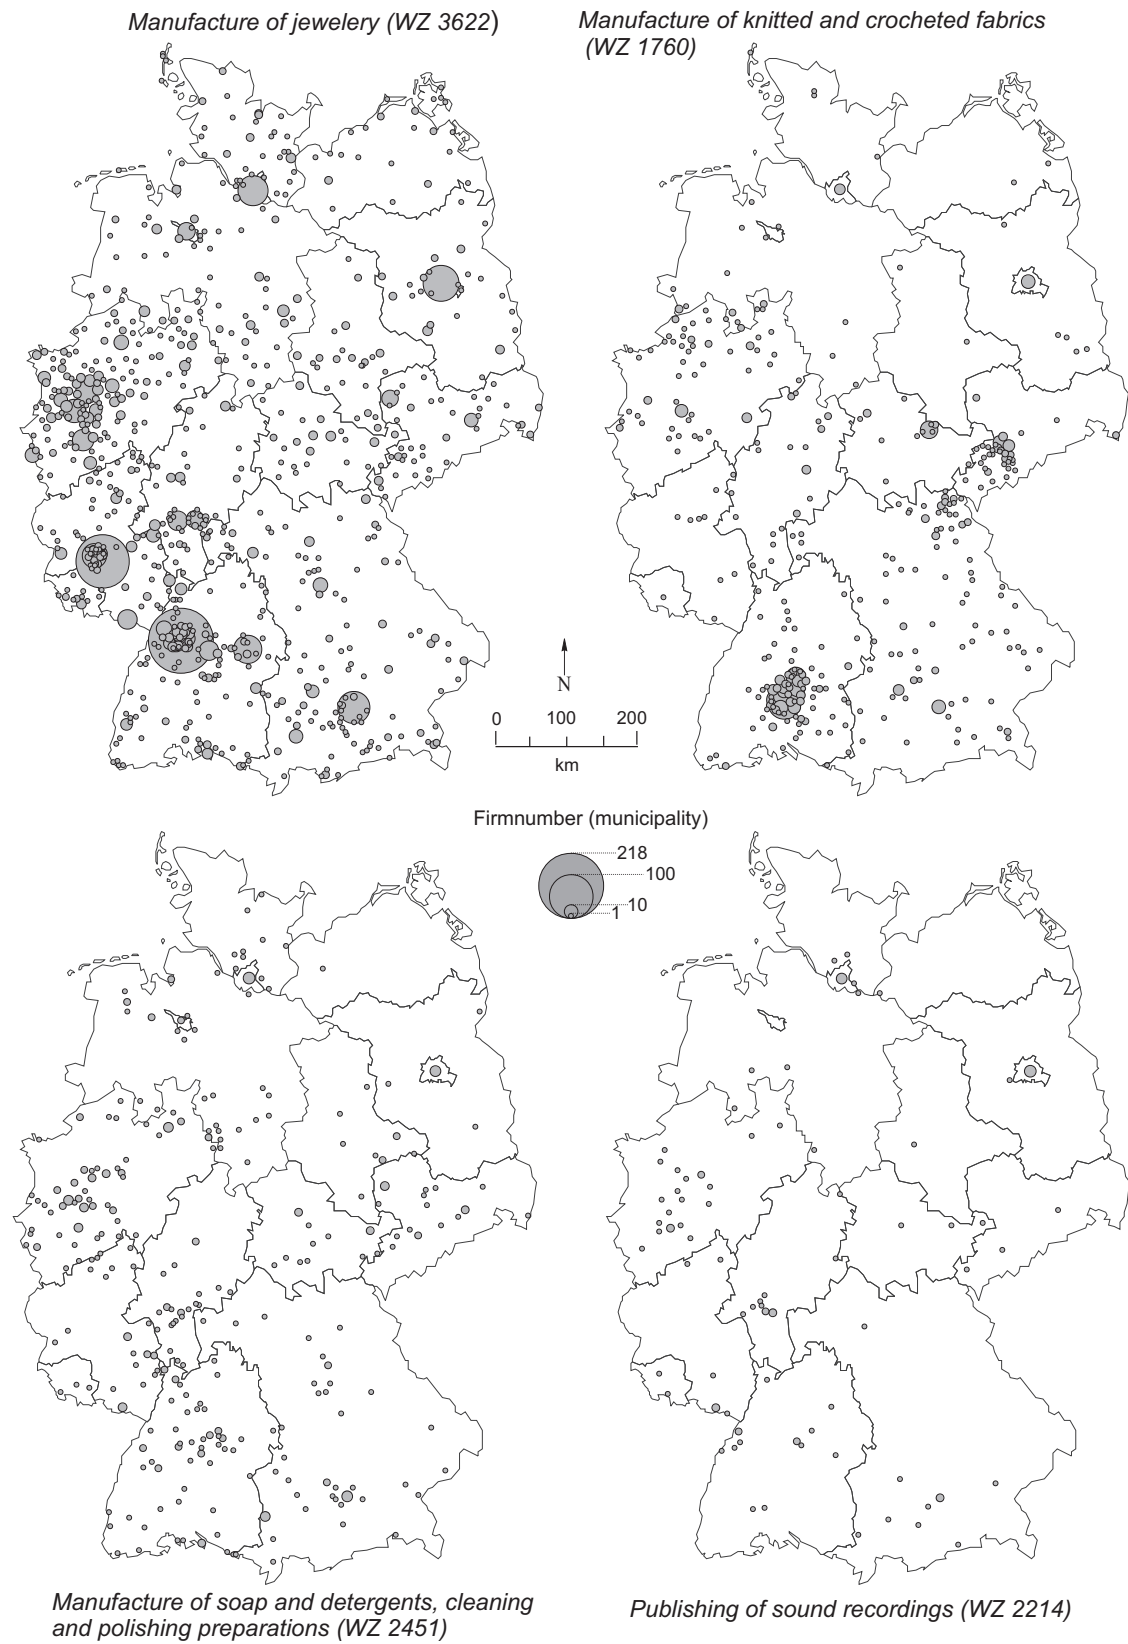 Manufacture of jewelery (WZ 3622)
Manufacture of knitted and crocheted fabrics
(WZ 1760)
N
0 100 200
km
Firmnumber (municipality)
218
100
10
1
Manufacture of soap and detergents, cleaning
and polishing preparations (WZ 2451)
Publishing of sound recordings (WZ 2214)